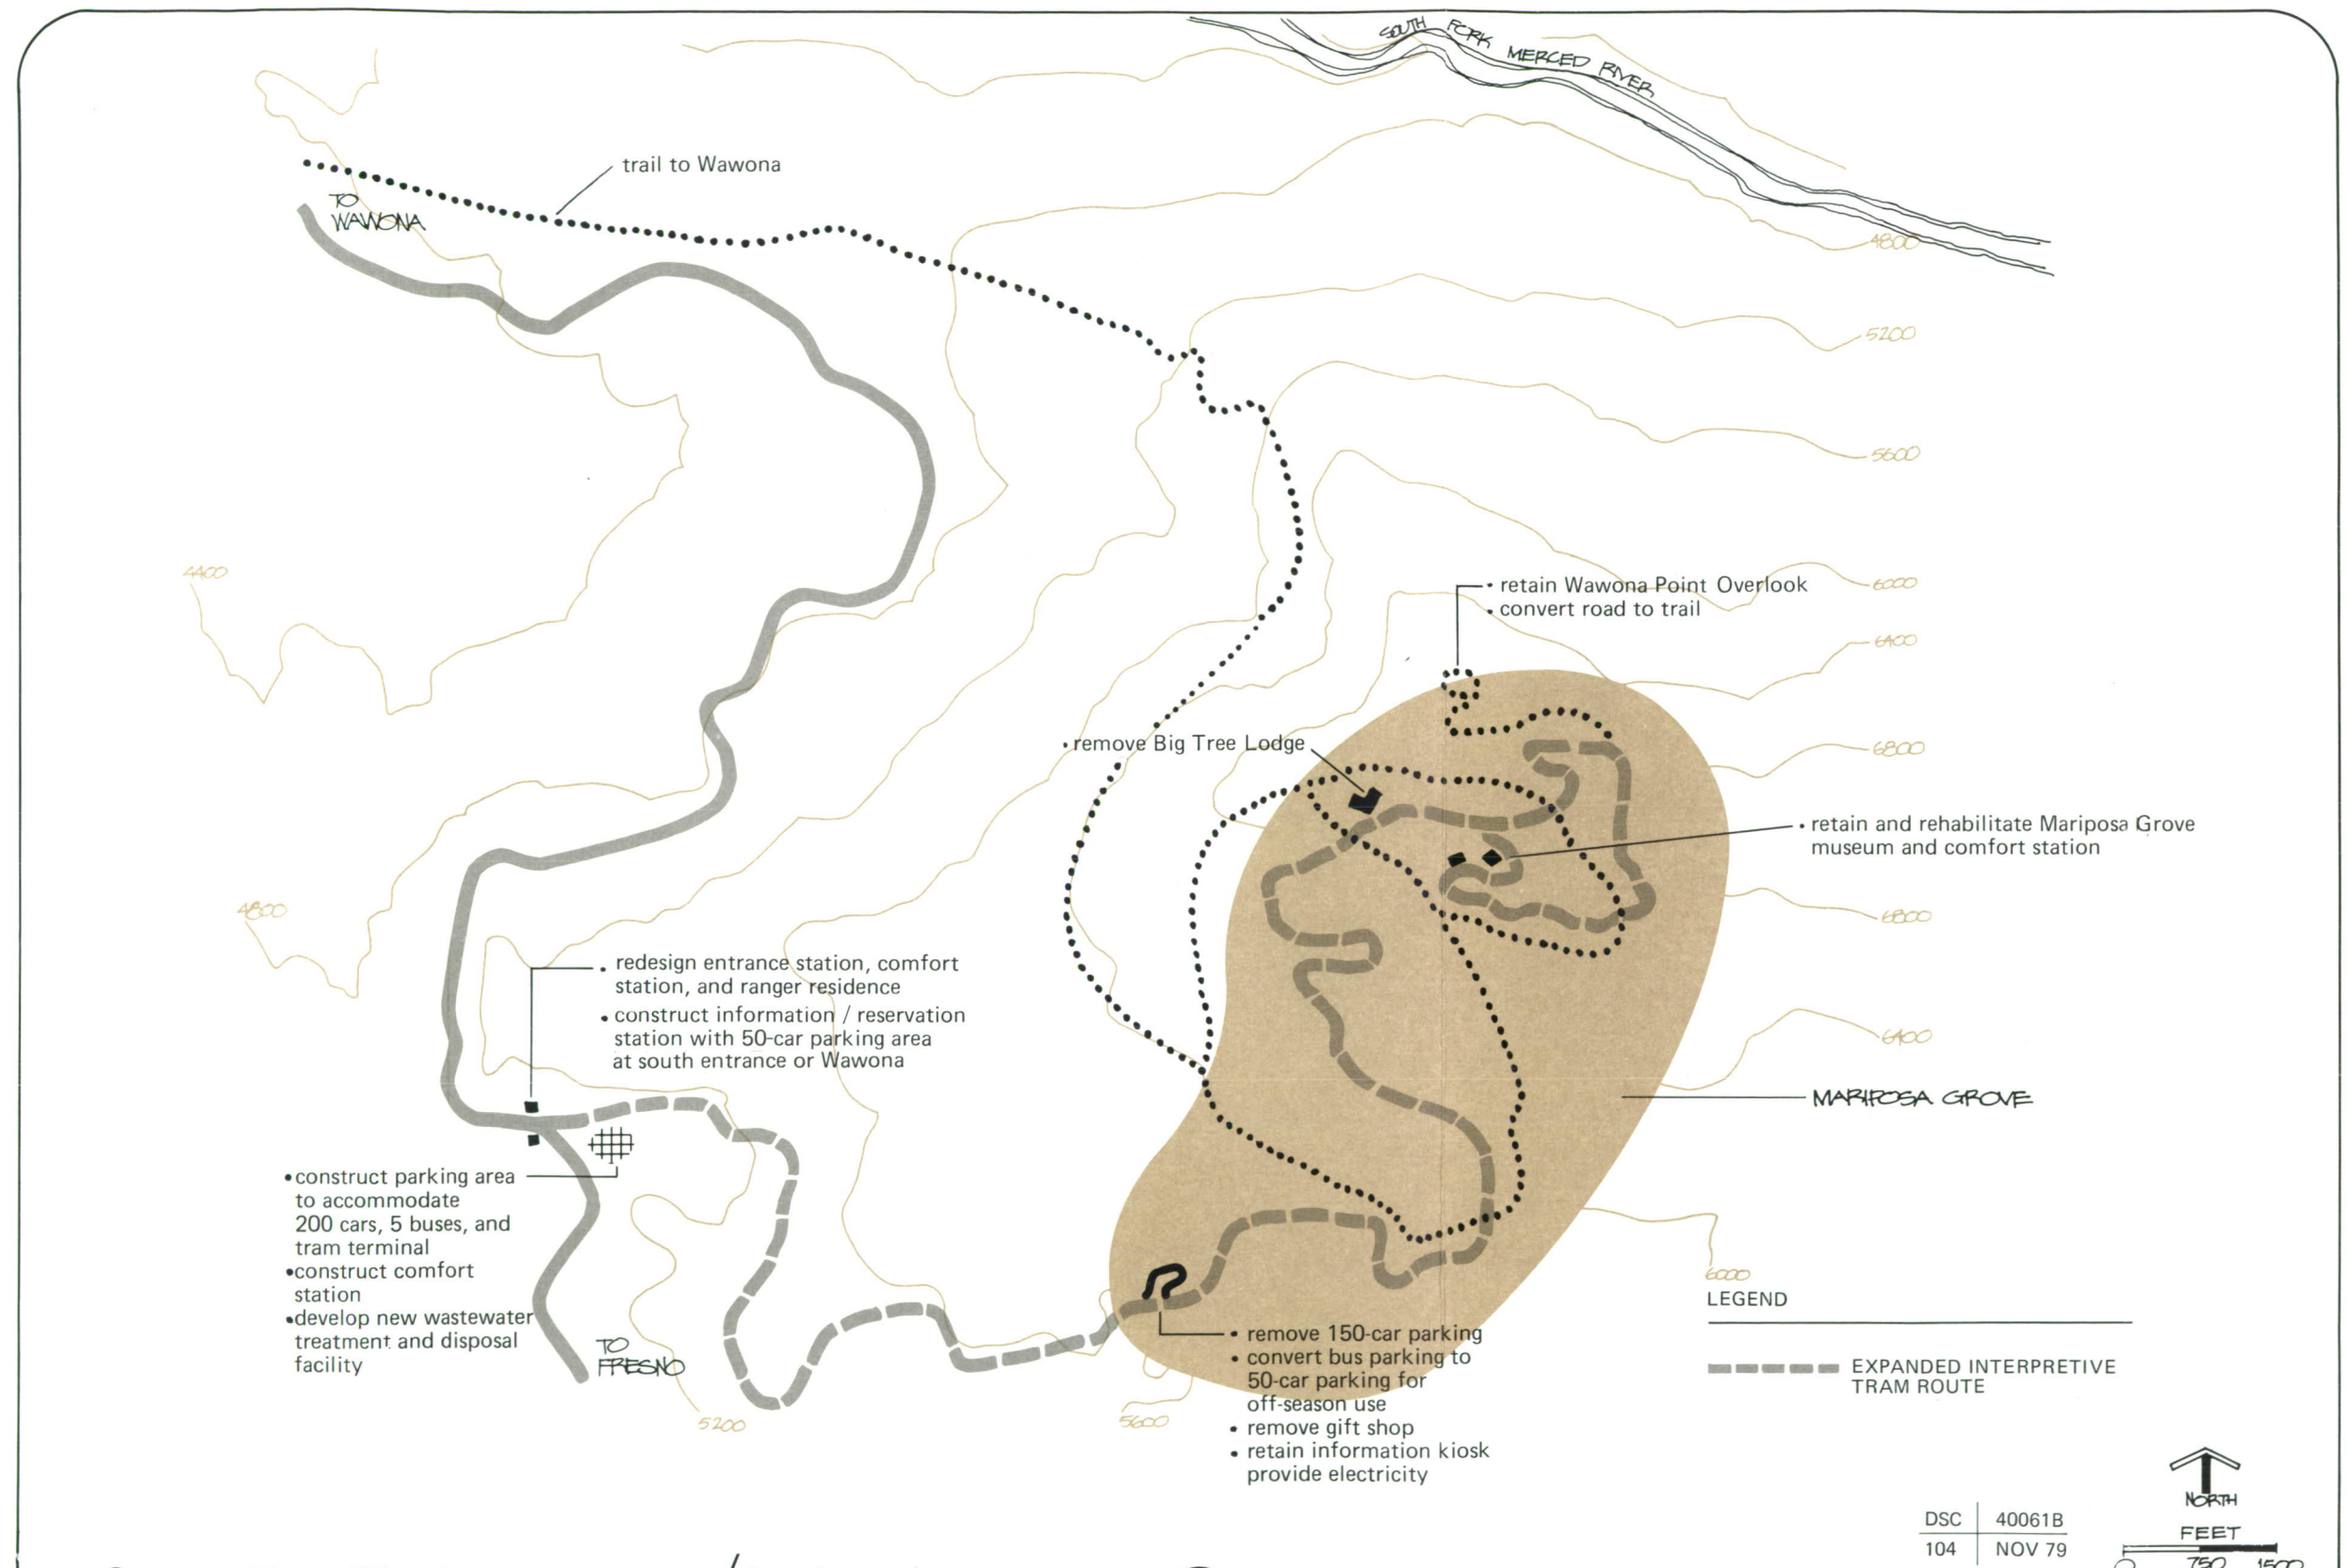 SOUTH FORK MERCED RIVER
trail to Wawona
TO
WAWONA
4800
5200
5600
4400
6000
• retain Wawona Point Overlook
• convert road to trail
6400
• remove Big Tree Lodge
6800
• retain and rehabilitate Mariposa Grove
museum and comfort station
4800
6800
• redesign entrance station, comfort
station, and ranger residence
• construct information / reservation
station with 50-car parking area
at south entrance or Wawona
6400
MARIPOSA GROVE
• construct parking area
to accommodate
200 cars, 5 buses, and
tram terminal
• construct comfort
station
• develop new wastewater
treatment and disposal
facility
TO
FRESNO
5200
5600
• remove 150-car parking
• convert bus parking to
50-car parking for
off-season use
• remove gift shop
• retain information kiosk
provide electricity
6000
LEGEND
EXPANDED INTERPRETIVE
TRAM ROUTE
NORTH
DSC 40061B
104 NOV 79
FEET
0 750 1500